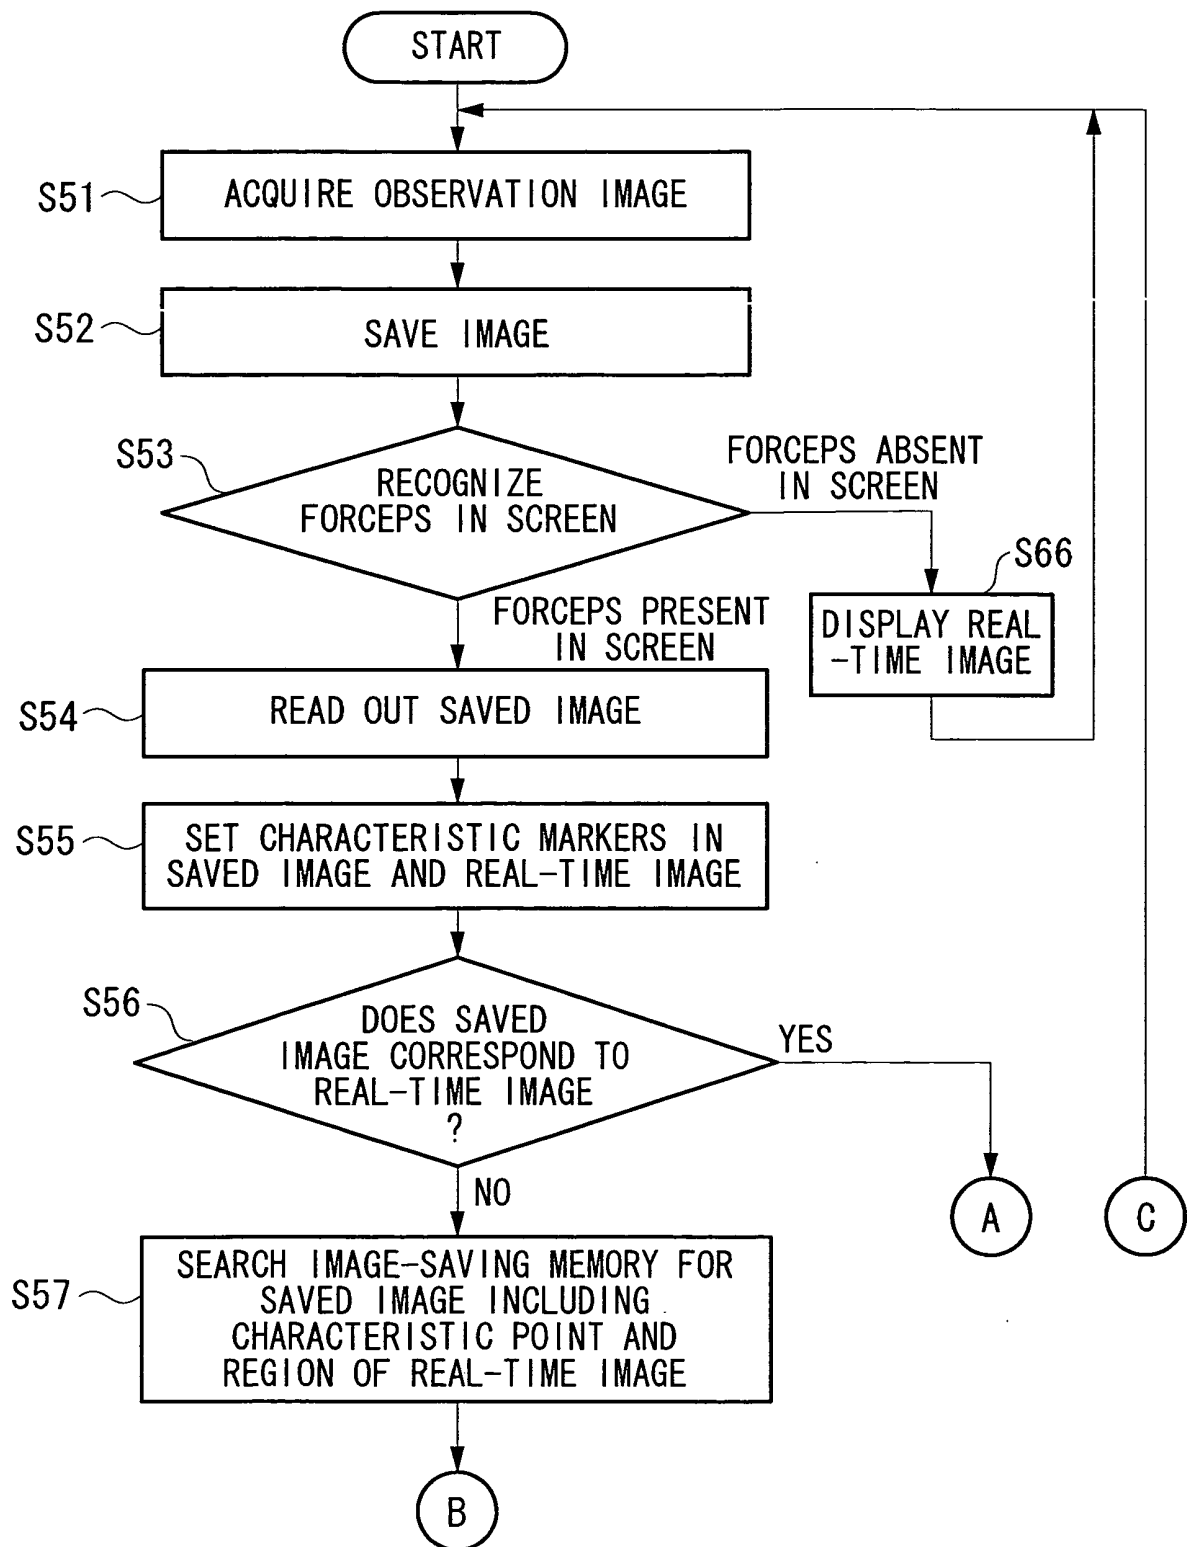 START
S51
ACQUIRE OBSERVATION IMAGE
S52
SAVE IMAGE
S53
RECOGNIZE
FORCEPS IN SCREEN
FORCEPS ABSENT
IN SCREEN
S66
DISPLAY REAL
-TIME IMAGE
FORCEPS PRESENT
IN SCREEN
S54
READ OUT SAVED IMAGE
S55
SET CHARACTERISTIC MARKERS IN
SAVED IMAGE AND REAL-TIME IMAGE
S56
DOES SAVED
IMAGE CORRESPOND TO
REAL-TIME IMAGE
?
YES
NO
A
C
S57
SEARCH IMAGE-SAVING MEMORY FOR
SAVED IMAGE INCLUDING
CHARACTERISTIC POINT AND
REGION OF REAL-TIME IMAGE
B